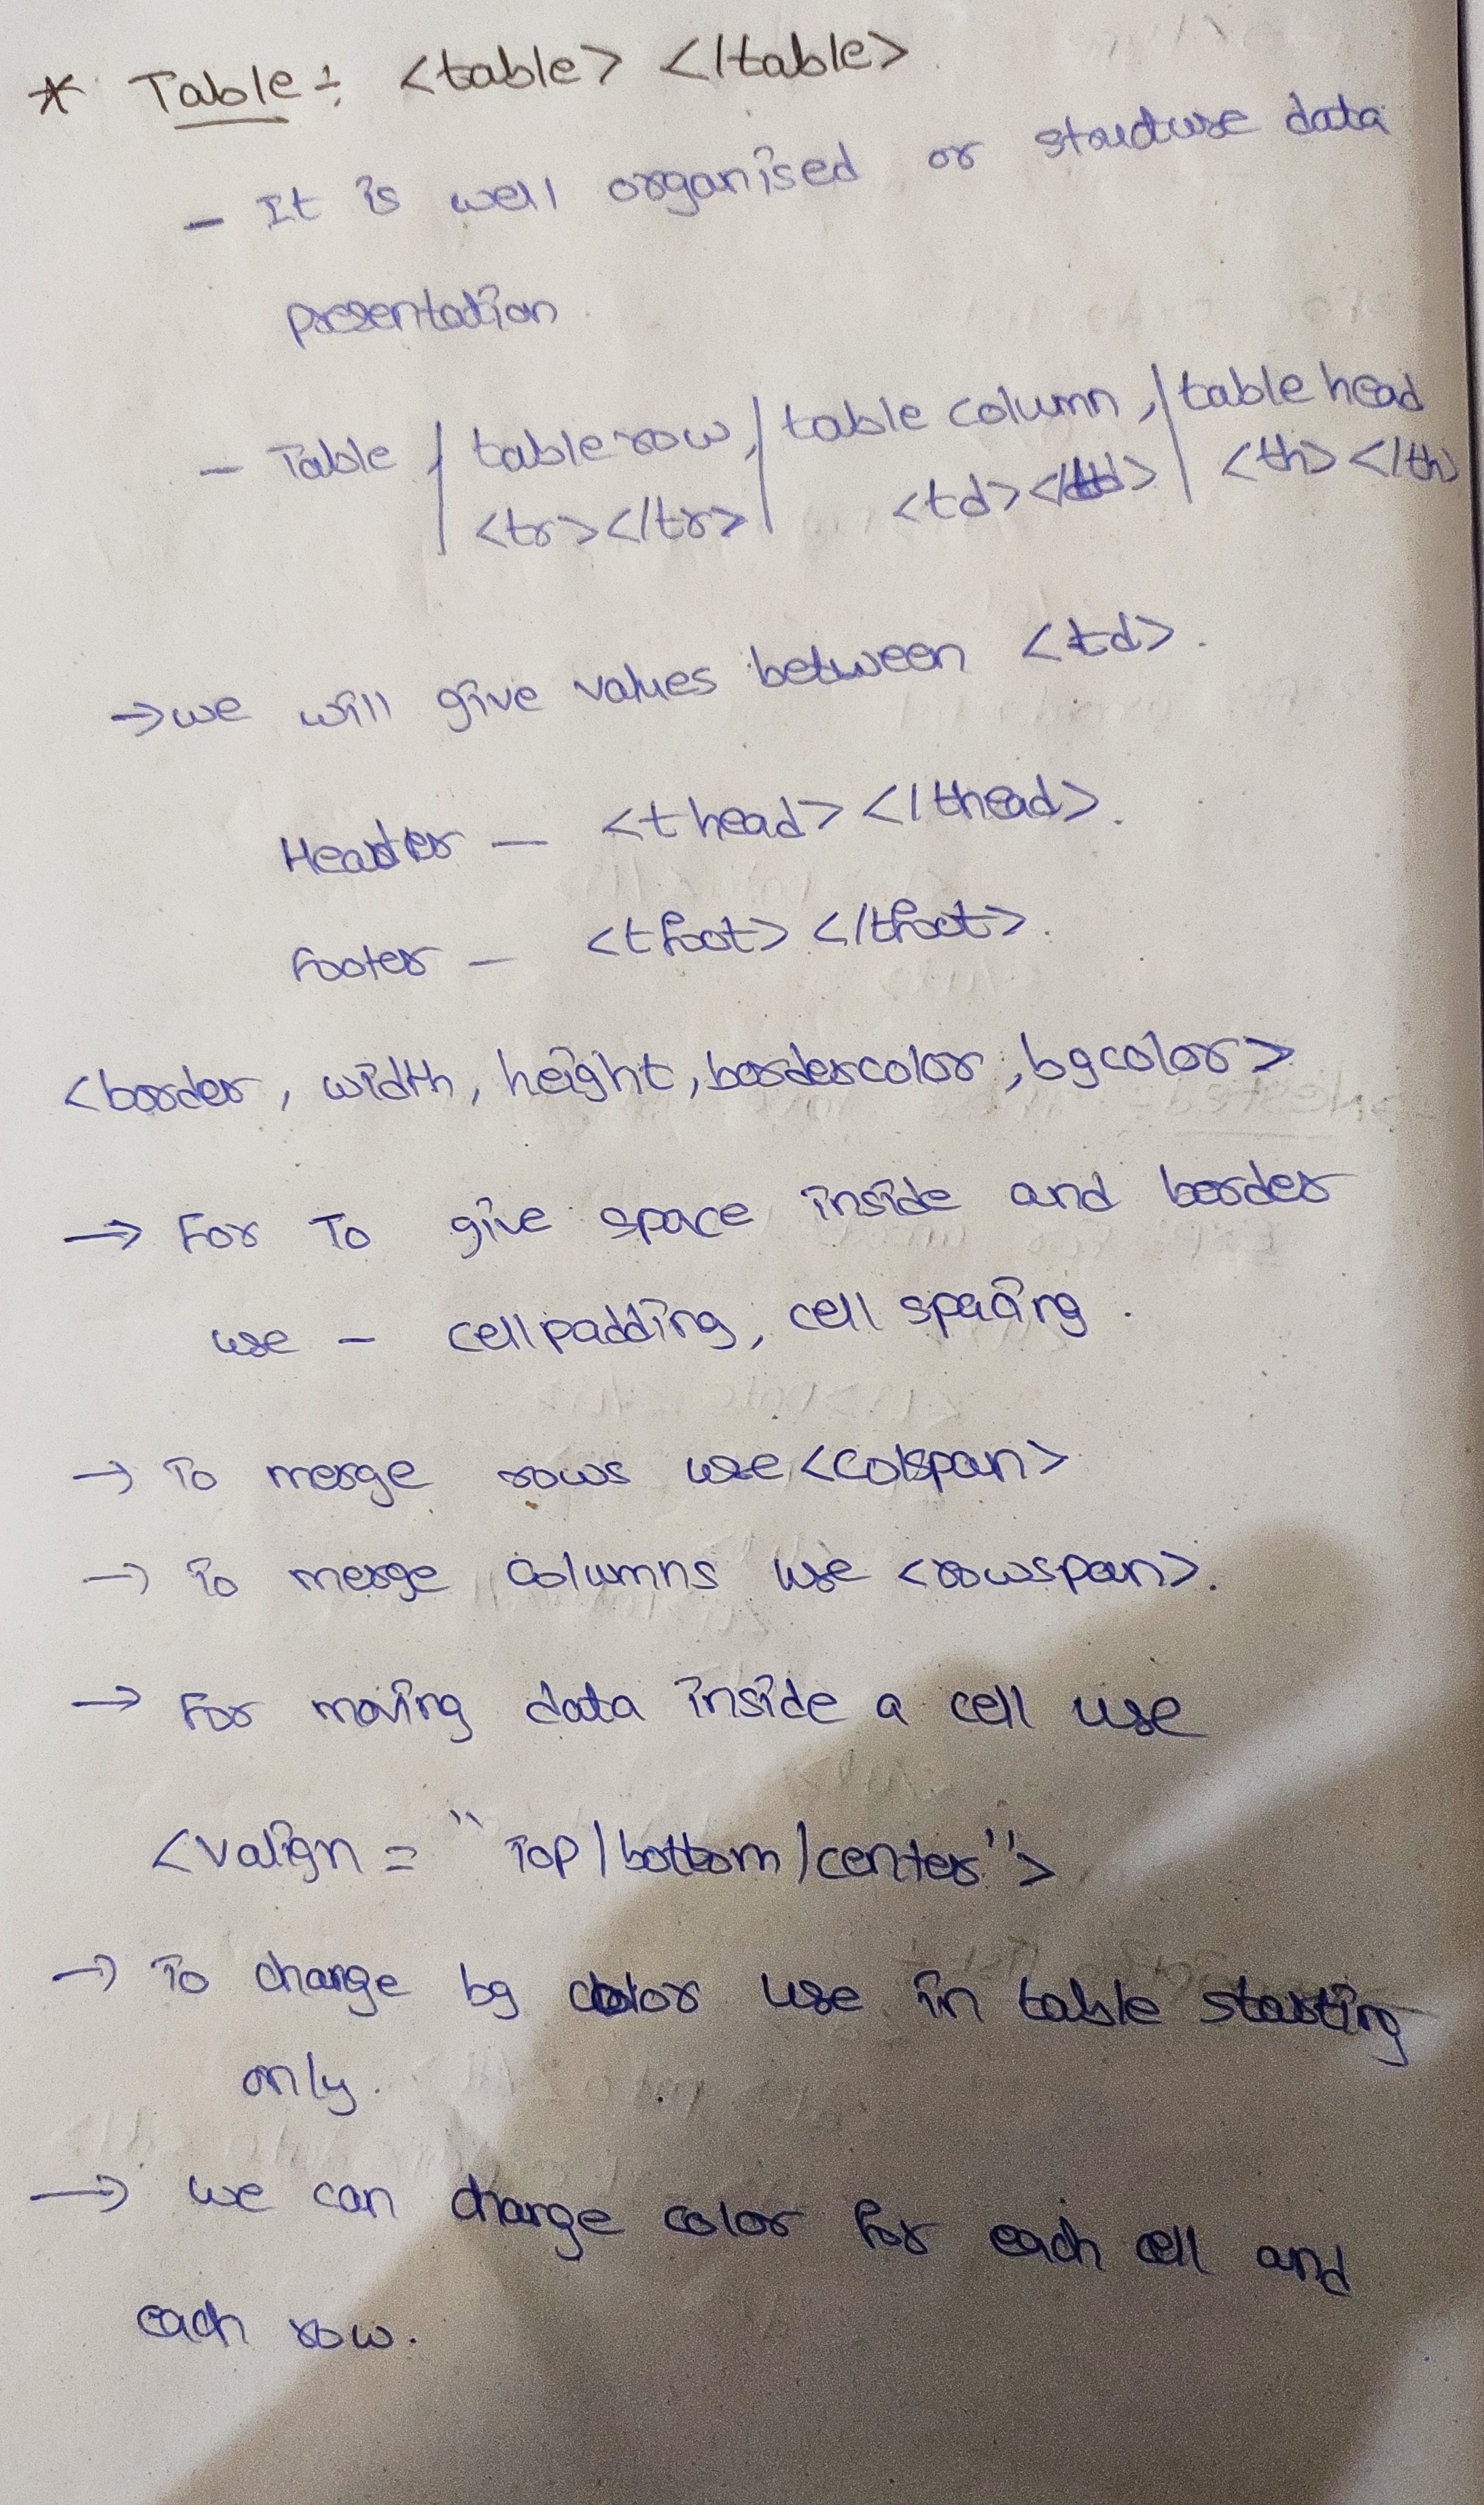 * Table :- <table> </table>
- It is well organised or structure data
presentation
- Table / table row, / table column, / table head
<tr></tr> <td></td> <th></th>
→ we will give values between <td>.
Header - <thead> </thead>.
Footer - <tfoot> </tfoot>.
<border, width, height, bordercolor, bgcolor>
→ For To give space inside and border
use - cellpadding, cell spacing.
→ To merge rows use <colspan>
→ To merge columns use <rowspan>.
→ For moving data inside a cell use
<valign = "Top/bottom/center">
→ To change bg color use in table starting
only.
→ we can change color for each cell and
each row.